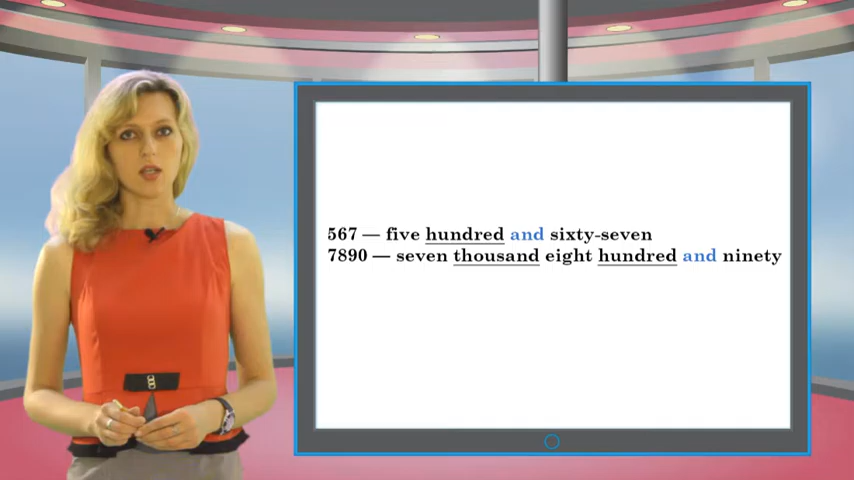 567 — five hundred and sixty-seven
7890 — seven thousand eight hundred and ninety